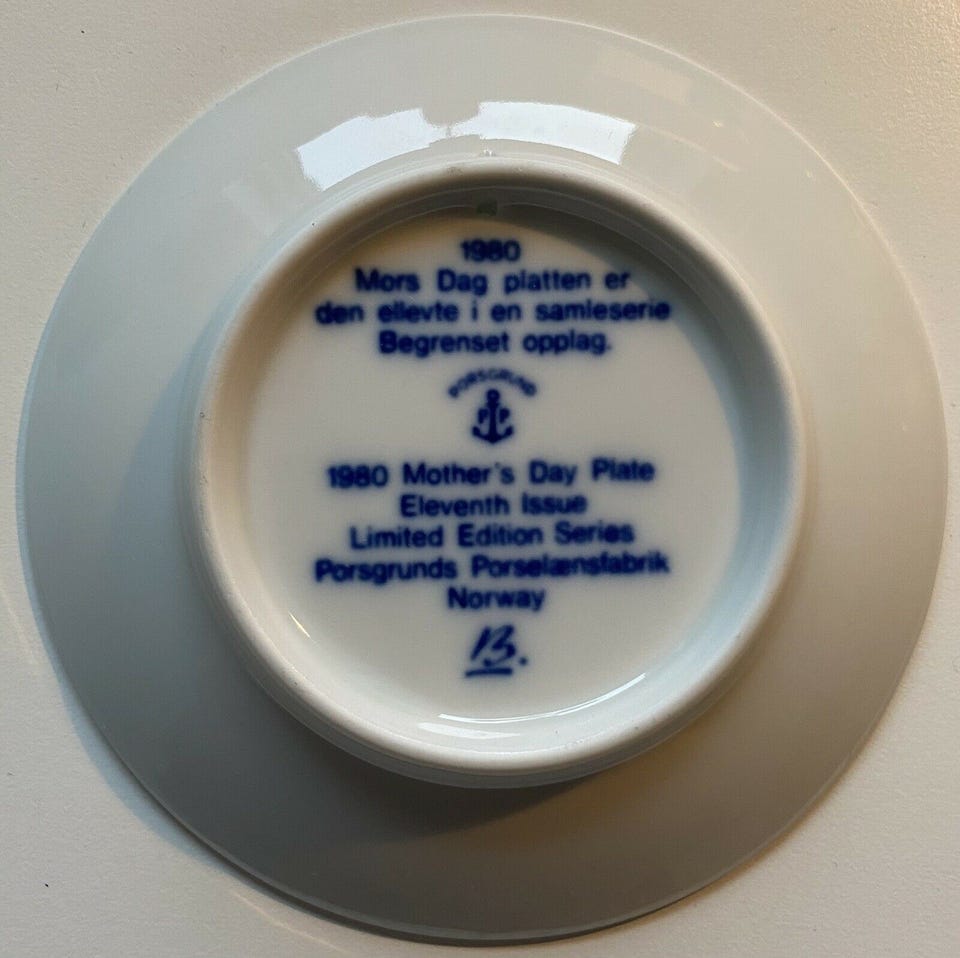 1980
Mors Dag platten er
den ellevte i en samleserie
Begrenset opplag.
PORSGRUND
P P
1980 Mother's Day Plate
Eleventh Issue
Limited Edition Series
Porsgrunds Porselænsfabrik
Norway
B.